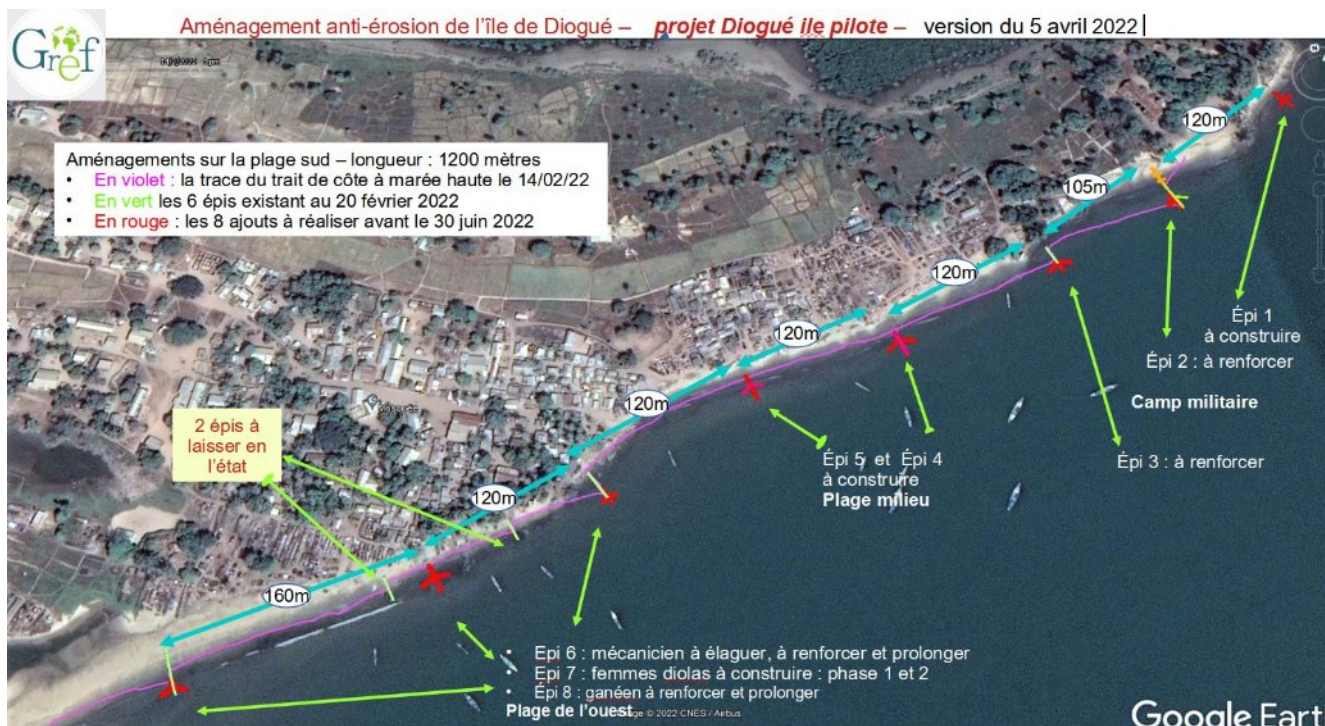 Aménagement anti-érosion de l'île de Diogué – projet Diogué ile pilote – version du 5 avril 2022
Gref
Aménagements sur la plage sud – longueur : 1200 mètres
• En violet : la trace du trait de côte à marée haute le 14/02/22
• En vert les 6 épis existant au 20 février 2022
• En rouge : les 8 ajouts à réaliser avant le 30 juin 2022
120m
105m
120m
120m
120m
120m
160m
Épi 1
à construire
Épi 2 : à renforcer
Camp militaire
Épi 3 : à renforcer
Épi 5 et Épi 4
à construire
Plage milieu
2 épis à
laisser en
l'état
• Epi 6 : mécanicien à élaguer, à renforcer et prolonger
• Epi 7 : femmes diolas à construire : phase 1 et 2
• Épi 8 : ganéen à renforcer et prolonger
Plage de l'ouest
© 2022 CNES / Airbus
Google Eart